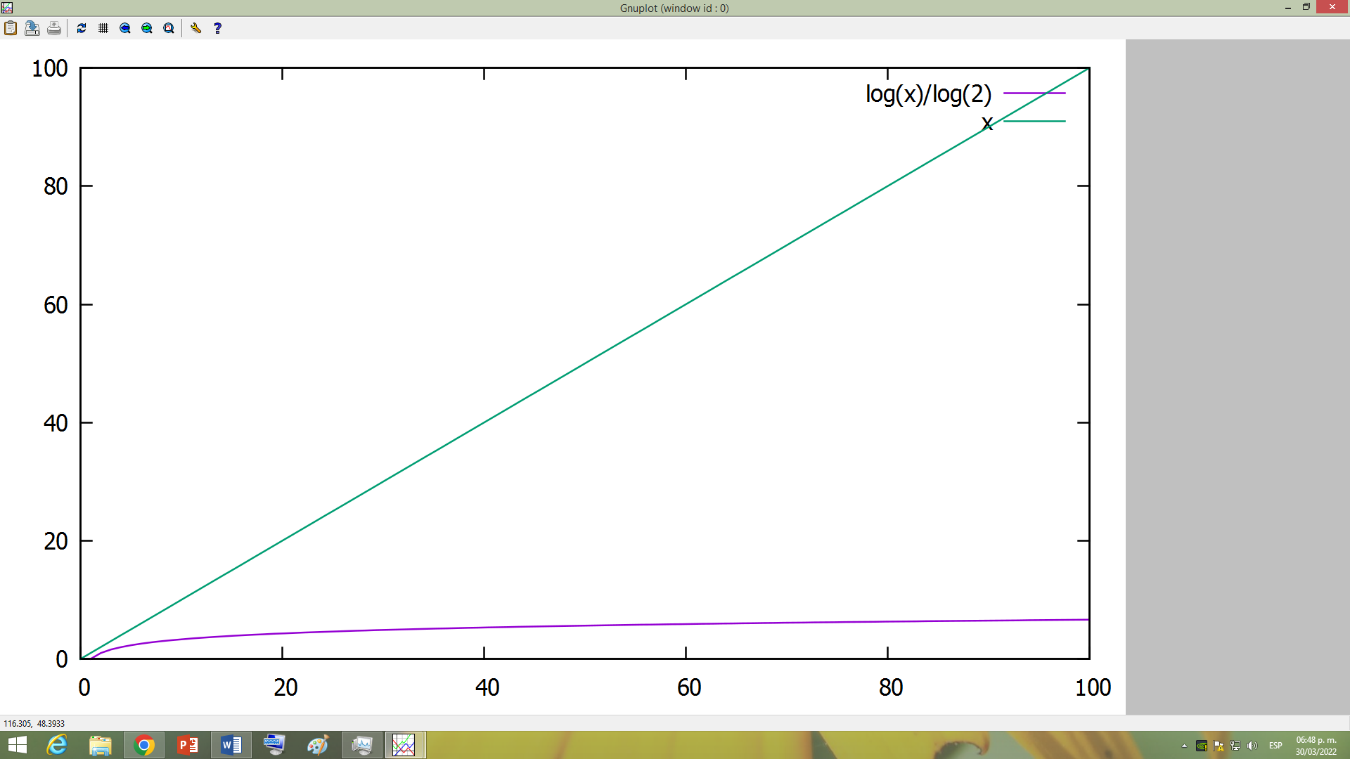 Gnuplot (window id : 0)
100
log(x)/log(2)
x
80
60
40
20
0
0 20 40 60 80 100
116.305, 48.3933
ESP
06:48 p. m.
30/03/2022